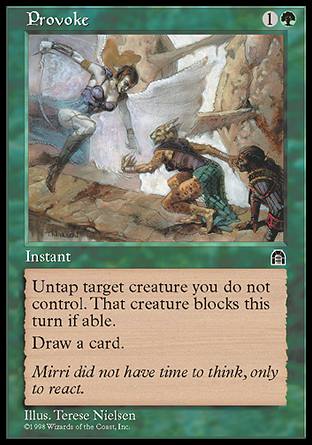 Provoke 1
Instant
Untap target creature you do not
control. That creature blocks this
turn if able.
Draw a card.
Mirri did not have time to think, only
to react.
Illus. Terese Nielsen
©1998 Wizards of the Coast, Inc.